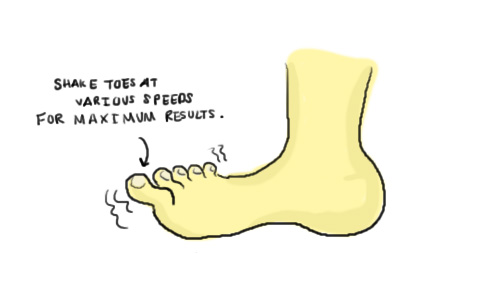 SHAKE TOES AT
VARIOUS SPEEDS
FOR MAXIMUM RESULTS.